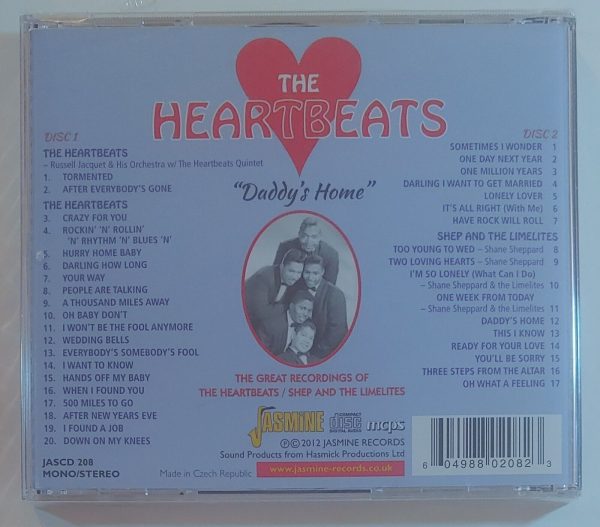 THE
HEARTBEATS
DISC 1
THE HEARTBEATS
– Russell Jacquet & His Orchestra w/ The Heartbeats Quintet
1. TORMENTED
2. AFTER EVERYBODY'S GONE
THE HEARTBEATS
3. CRAZY FOR YOU
4. ROCKIN' 'N' ROLLIN'
'N' RHYTHM 'N' BLUES 'N'
5. HURRY HOME BABY
6. DARLING HOW LONG
7. YOUR WAY
8. PEOPLE ARE TALKING
9. A THOUSAND MILES AWAY
10. OH BABY DON'T
11. I WON'T BE THE FOOL ANYMORE
12. WEDDING BELLS
13. EVERYBODY'S SOMEBODY'S FOOL
14. I WANT TO KNOW
15. HANDS OFF MY BABY
16. WHEN I FOUND YOU
17. 500 MILES TO GO
18. AFTER NEW YEARS EVE
19. I FOUND A JOB
20. DOWN ON MY KNEES
JASCD 208
MONO/STEREO
"Daddy's Home"
THE GREAT RECORDINGS OF
THE HEARTBEATS / SHEP AND THE LIMELITES
DISC 2
SOMETIMES I WONDER 1
ONE DAY NEXT YEAR 2
ONE MILLION YEARS 3
DARLING I WANT TO GET MARRIED 4
LONELY LOVER 5
IT'S ALL RIGHT (With Me) 6
HAVE ROCK WILL ROLL 7
SHEP AND THE LIMELITES
TOO YOUNG TO WED – Shane Sheppard 8
TWO LOVING HEARTS – Shane Sheppard 9
I'M SO LONELY (What Can I Do)
– Shane Sheppard & the Limelites 10
ONE WEEK FROM TODAY
– Shane Sheppard & the Limelites 11
DADDY'S HOME 12
THIS I KNOW 13
READY FOR YOUR LOVE 14
YOU'LL BE SORRY 15
THREE STEPS FROM THE ALTAR 16
OH WHAT A FEELING 17
JASMINE
COMPACT
disc
DIGITAL AUDIO
mcps
℗©2012 JASMINE RECORDS
Sound Products from Hasmick Productions Ltd
Made in Czech Republic
www.jasmine-records.co.uk
6 04988 02082 3